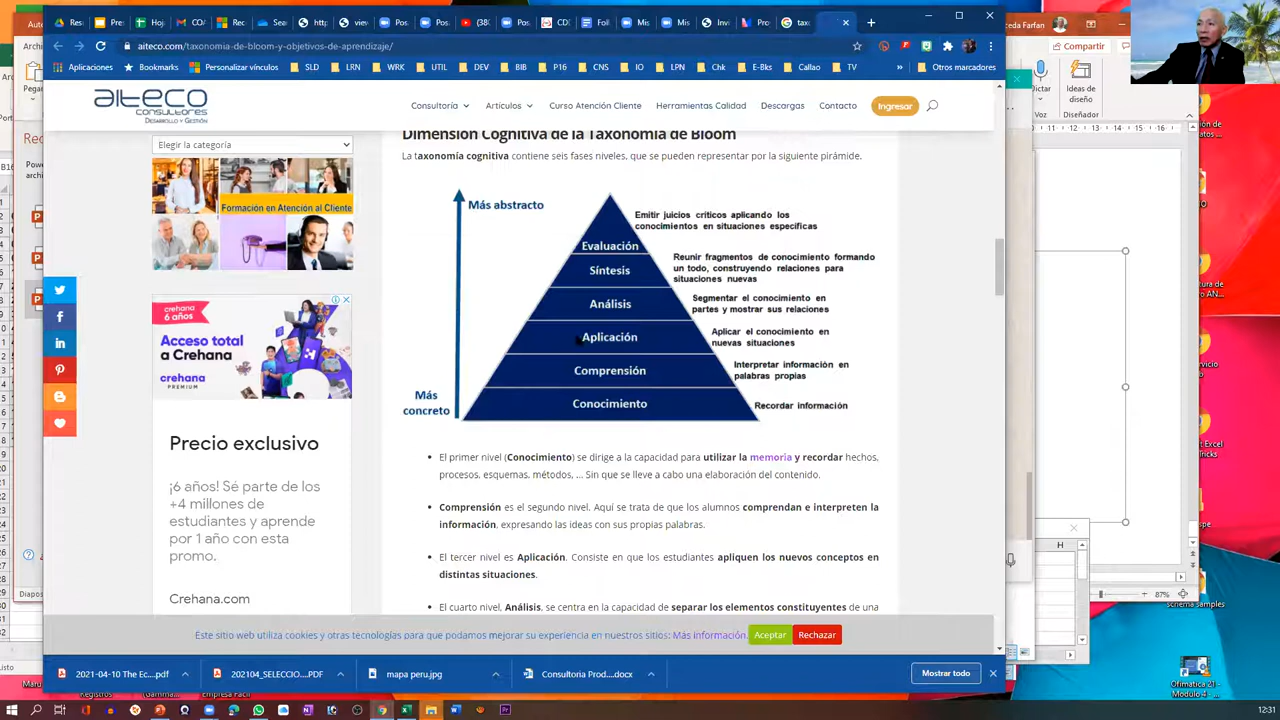 aiteco.com/taxonomia-de-bloom-y-objetivos-de-aprendizaje/
Compartir
Aplicaciones
Bookmarks
Personalizar vínculos
SLD
LRN
WRK
UTIL
DEV
BIB
P16
CNS
IO
LPN
Chk
E-Bks
Callao
TV
»
Otros marcadores
Dictar
Ideas de
diseño
Voz
Diseñador
aiteco
CONSULTORES
DESARROLLO Y GESTIÓN
Consultoría
Artículos
Curso Atención Cliente
Herramientas Calidad
Descargas
Contacto
Ingresar
Elegir la categoría
Formación en Atención al Cliente
crehana
6 años!
Acceso total
a Crehana
crehana
PREMIUM
Precio exclusivo
¡6 años! Sé parte de los
+4 millones de
estudiantes y aprende
por 1 año con esta
promo.
Crehana.com
Dimensión Cognitiva de la Taxonomía de Bloom
La taxonomía cognitiva contiene seis fases niveles, que se pueden representar por la siguiente pirámide.
Más abstracto
Más
concreto
Evaluación
Síntesis
Análisis
Aplicación
Comprensión
Conocimiento
Emitir juicios críticos aplicando los
conocimientos en situaciones específicas
Reunir fragmentos de conocimiento formando
un todo, construyendo relaciones para
situaciones nuevas
Segmentar el conocimiento en
partes y mostrar sus relaciones
Aplicar el conocimiento en
nuevas situaciones
Interpretar información en
palabras propias
Recordar información
El primer nivel (Conocimiento) se dirige a la capacidad para utilizar la memoria y recordar hechos,
procesos, esquemas, métodos, ... Sin que se lleve a cabo una elaboración del contenido.
Comprensión es el segundo nivel. Aquí se trata de que los alumnos comprendan e interpreten la
información, expresando las ideas con sus propias palabras.
El tercer nivel es Aplicación. Consiste en que los estudiantes apliquen los nuevos conceptos en
distintas situaciones.
El cuarto nivel, Análisis, se centra en la capacidad de separar los elementos constituyentes de una
Este sitio web utiliza cookies y otras tecnologías para que podamos mejorar su experiencia en nuestros sitios: Más información.
Aceptar
Rechazar
2021-04-10 The Ec....pdf
202104_SELECCIO....PDF
mapa peru.jpg
Consultoria Prod....docx
Mostrar todo
H
87%
schema samples
Ofimatica 21 -
Modulo 4 - ...
12:31